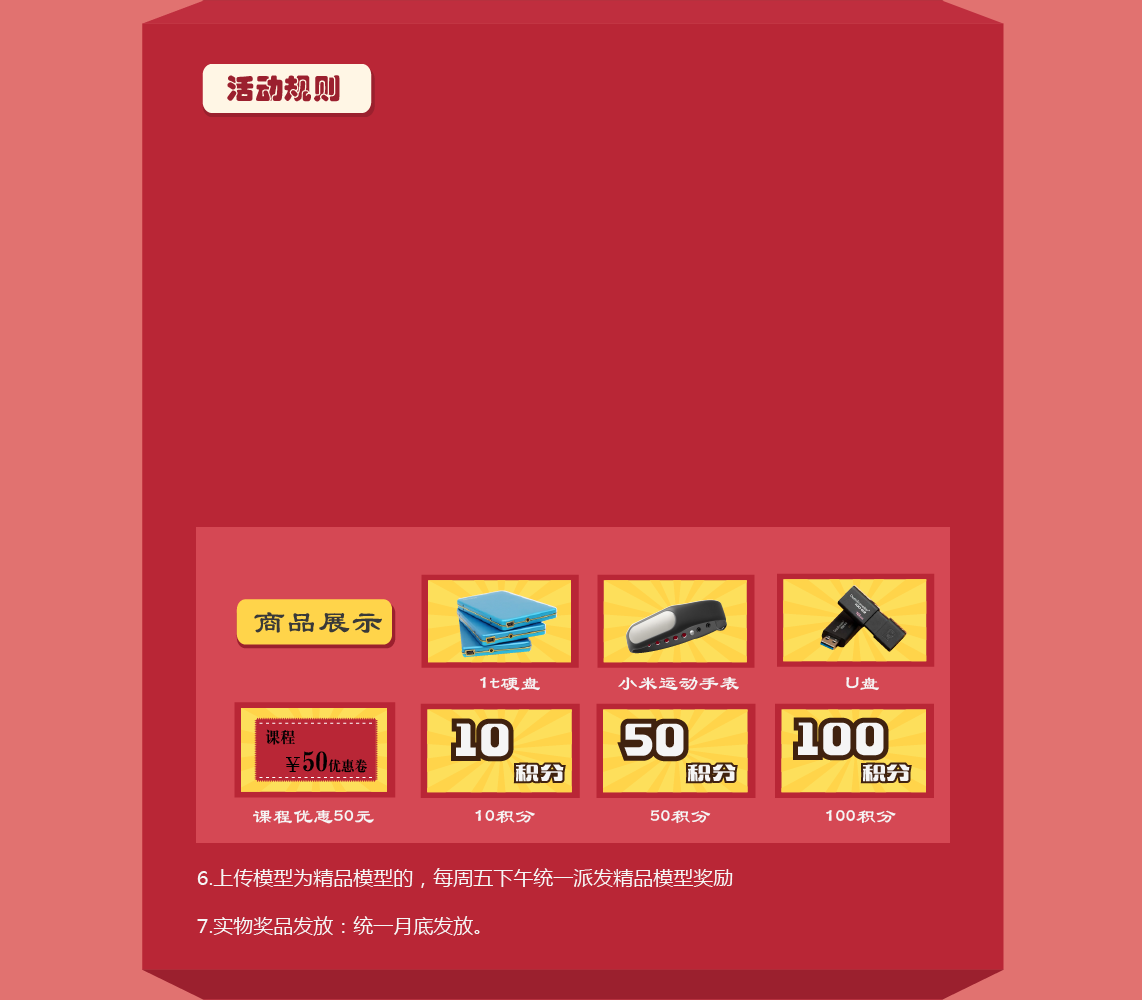 活动规则
商品展示
1t硬盘
小米运动手表
U盘
课程
¥50优惠卷
10
积分
50
积分
100
积分
课程优惠50元
10积分
50积分
100积分
6.上传模型为精品模型的，每周五下午统一派发精品模型奖励
7.实物奖品发放：统一月底发放。